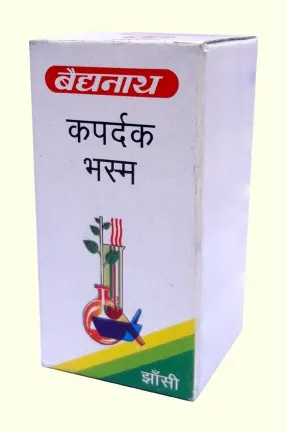 बैद्यनाथ
कपर्दक
भस्म
झाँसी